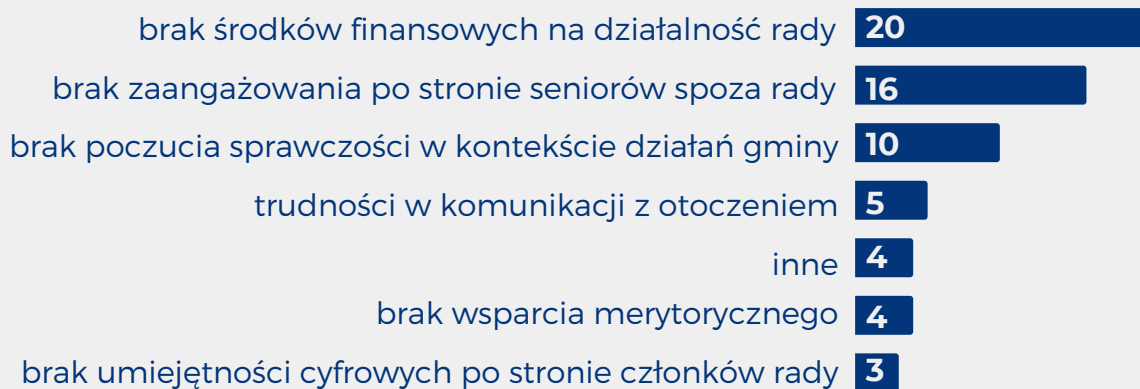 brak środków finansowych na działalność rady 20
brak zaangażowania po stronie seniorów spoza rady 16
brak poczucia sprawczości w kontekście działań gminy 10
trudności w komunikacji z otoczeniem 5
inne 4
brak wsparcia merytorycznego 4
brak umiejętności cyfrowych po stronie członków rady 3